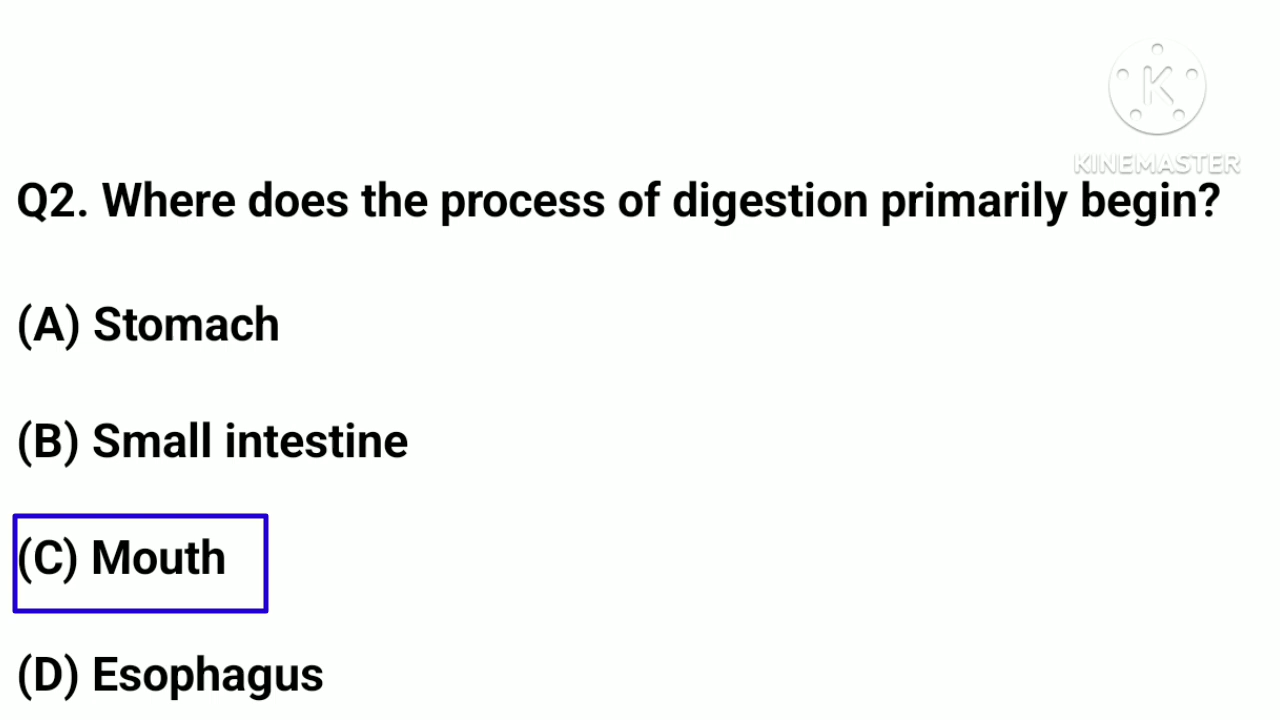 K
KINEMASTER
Q2. Where does the process of digestion primarily begin?
(A) Stomach
(B) Small intestine
(C) Mouth
(D) Esophagus